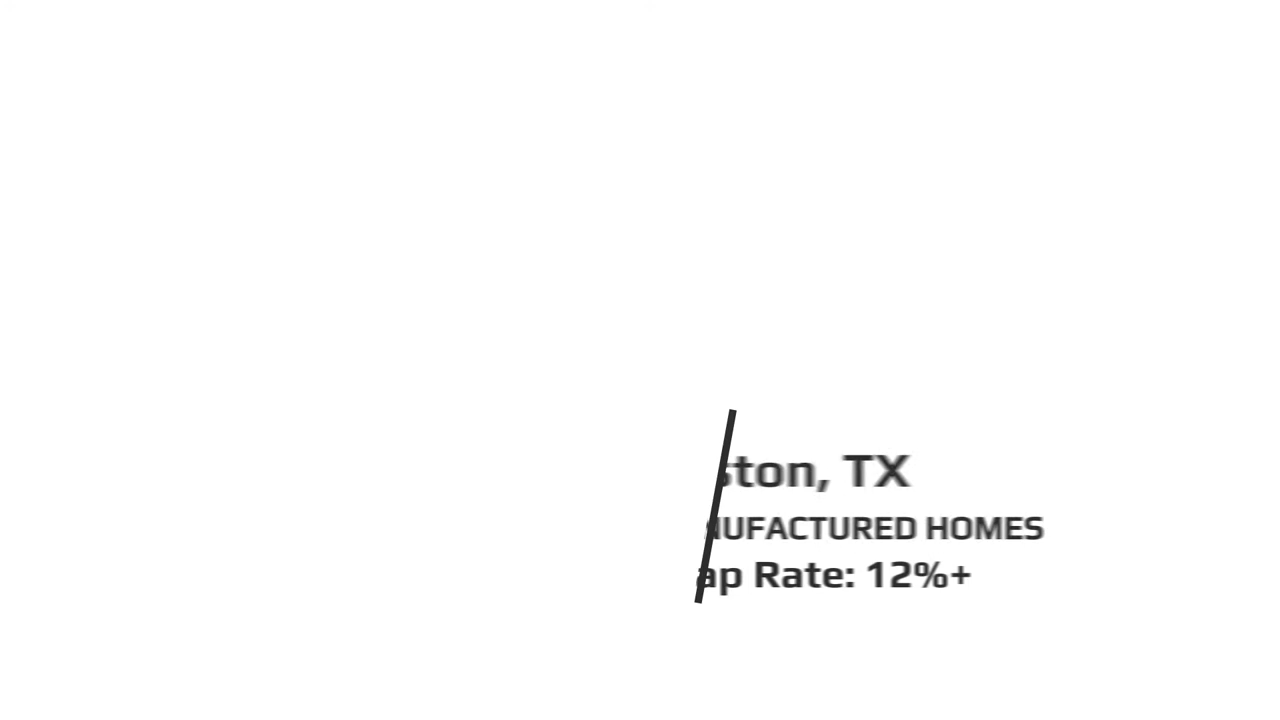 ston, TX
NUFACTURED HOMES
ap Rate: 12%+